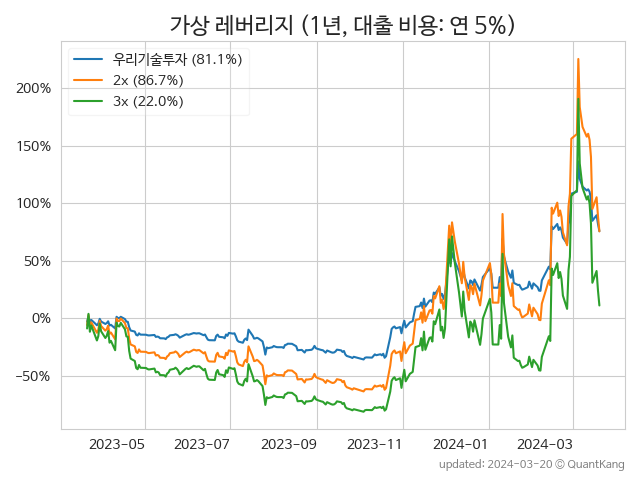 가상 레버리지 (1년, 대출 비용: 연 5%)
우리기술투자 (81.1%)
2x (86.7%)
3x (22.0%)
200%
150%
100%
50%
0%
−50%
2023-05 2023-07 2023-09 2023-11 2024-01 2024-03
updated: 2024-03-20 © QuantKang